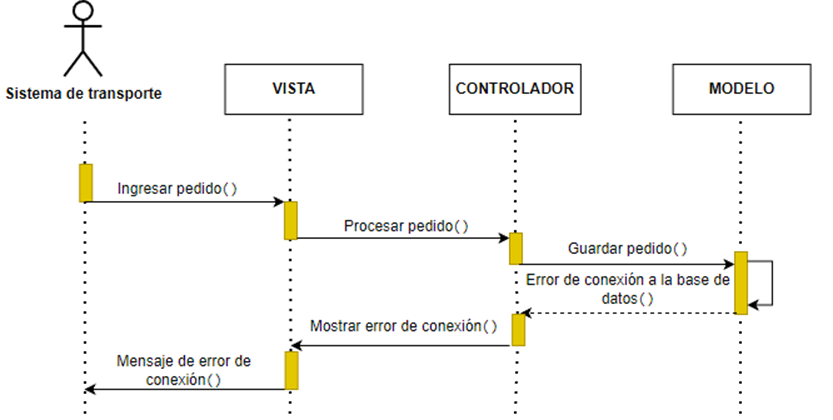 Sistema de transporte
VISTA
CONTROLADOR
MODELO
Ingresar pedido()
Procesar pedido()
Guardar pedido()
Error de conexión a la base de
datos()
Mostrar error de conexión()
Mensaje de error de
conexión()